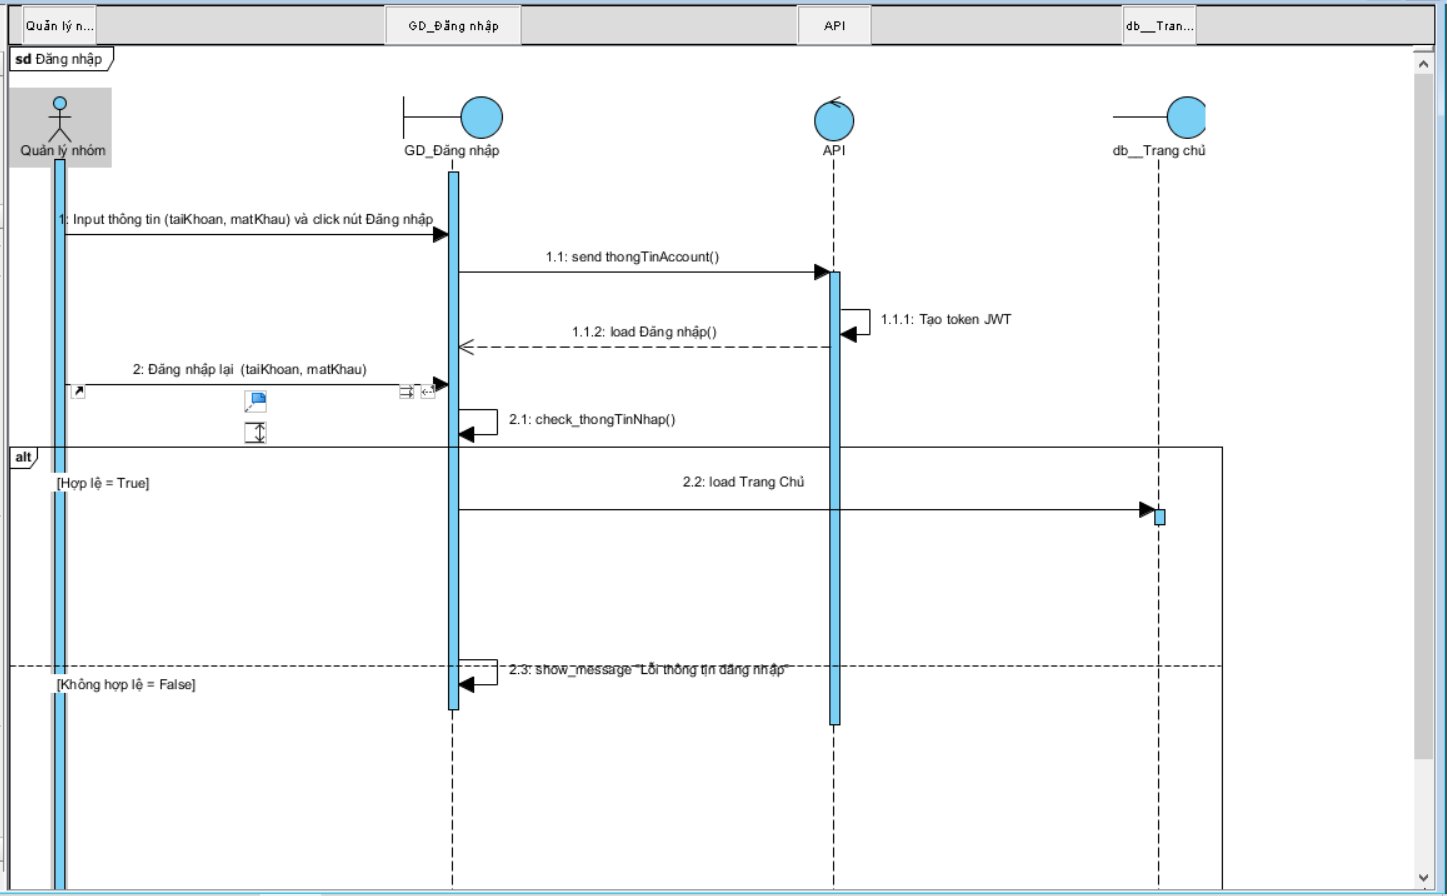 Quản lý n...
GD_Đăng nhập
API
db__Tran...
sd Đăng nhập
Quản lý nhóm
GD_Đăng nhập
API
db__Trang chủ
1: Input thông tin (taiKhoan, matKhau) và click nút Đăng nhập
1.1: send thongTinAccount()
1.1.1: Tạo token JWT
1.1.2: load Đăng nhập()
2: Đăng nhập lại (taiKhoan, matKhau)
2.1: check_thongTinNhap()
alt
[Hợp lệ = True]
2.2: load Trang Chủ
2.3: show_message "Lỗi thông tin đăng nhập"
[Không hợp lệ = False]